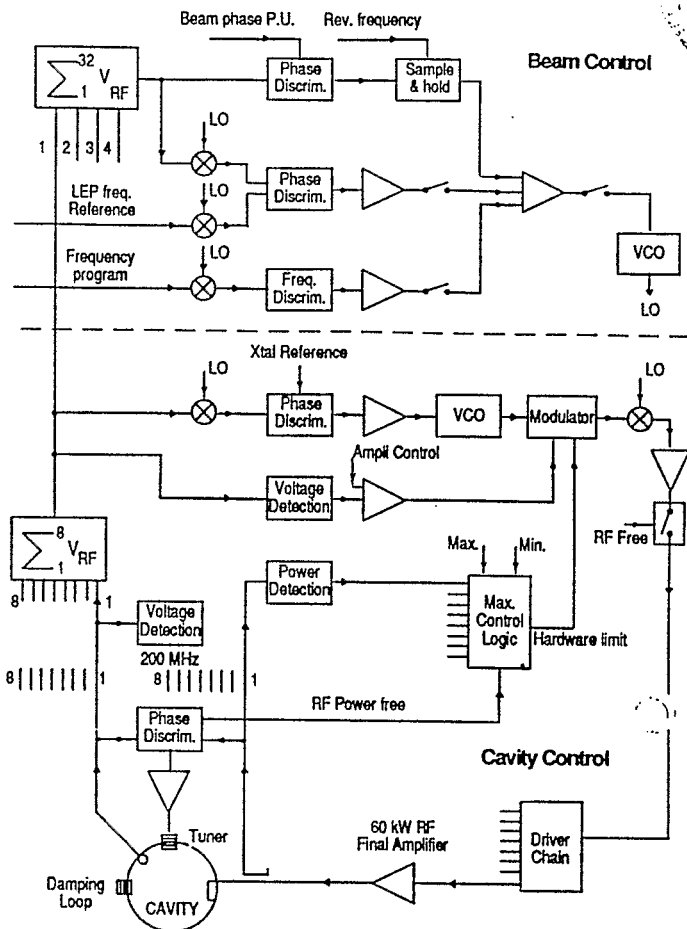 Beam phase P.U.
Rev. frequency
Beam Control
∑ 32 1 V RF
Phase Discrim.
Sample & hold
1 2 3 4
LO
LEP freq. Reference
LO
Phase Discrim.
Frequency program
LO
Freq. Discrim.
VCO
LO
Xtal Reference
LO
Phase Discrim.
VCO
Modulator
LO
Ampli Control
Voltage Detection
∑ 8 1 V RF
RF Free
8 1
Voltage Detection
Power Detection
Max.
Min.
Max. Control Logic
Hardware limit
200 MHz
8 1
8 1
Phase Discrim.
RF Power free
Cavity Control
Tuner
60 kW RF Final Amplifier
Driver Chain
Damping Loop
CAVITY